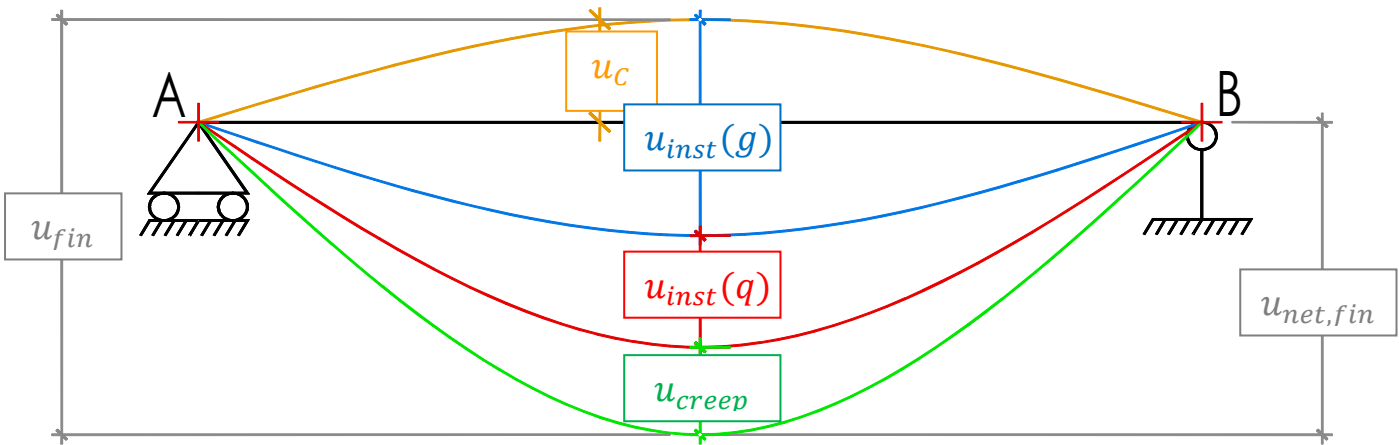 u_C
A
B
u_inst(g)
u_fin
u_inst(q)
u_net,fin
u_creep